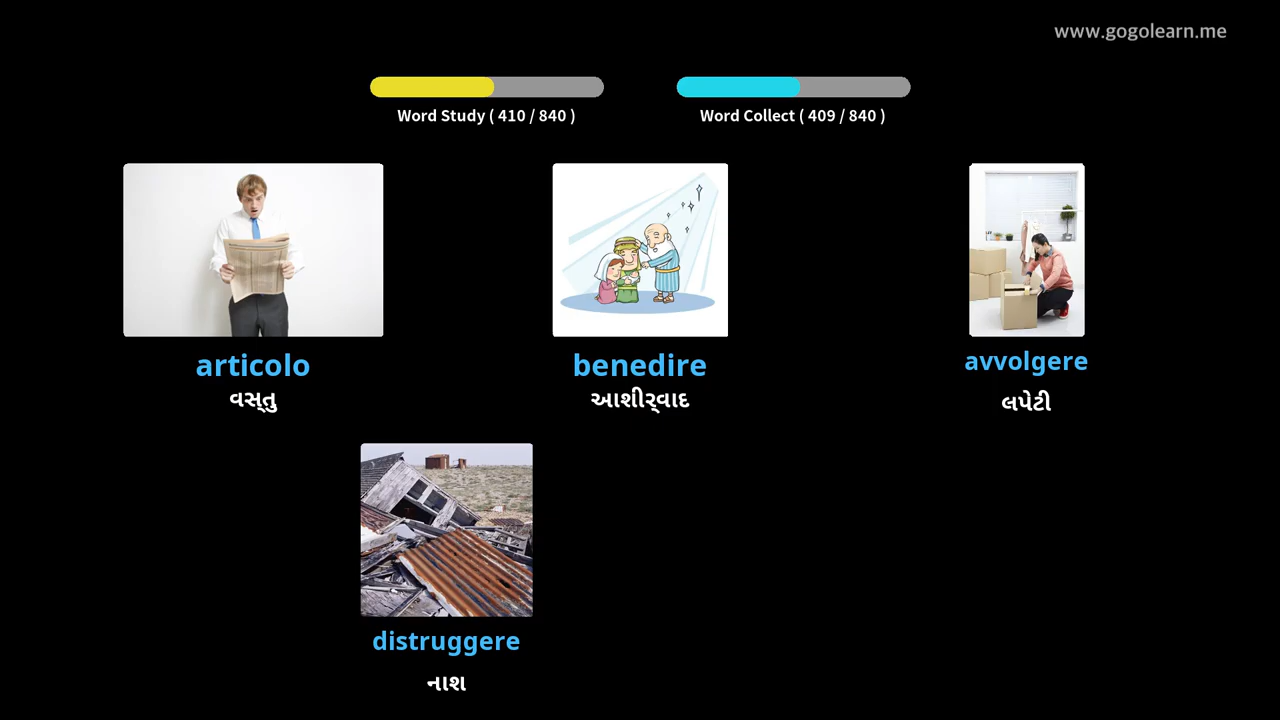 www.gogolearn.me
Word Study ( 410 / 840 )
Word Collect ( 409 / 840 )
articolo
benedire
avvolgere
વસ્તુ
આશીર્વાદ
લપેટી
distruggere
નાશ